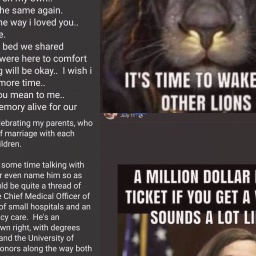 the same again.
he way i loved you..
e.
bed we shared
were here to comfort
g will be okay.. I wish i
more time..
you mean to me..
emory alive for our
elebrating my parents, who
of marriage with each
ildren.
some time talking with
r even name him so as
uld be quite a thread of
e Chief Medical Officer of
of small hospitals and an
cy care. He's an
wn right, with degrees
and the University of
onors along the way both
IT'S TIME TO WAKE
OTHER LIONS
A MILLION DOLLAR
TICKET IF YOU GET A
SOUNDS A LOT LI